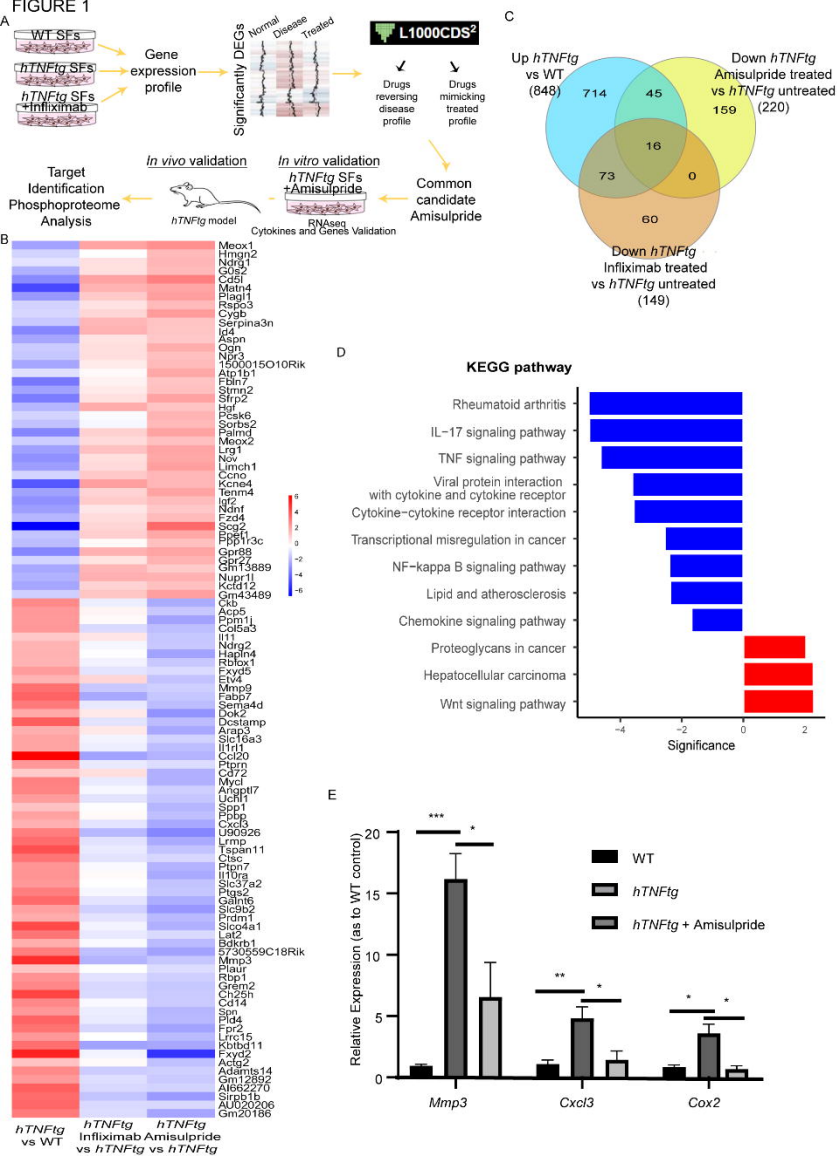 FIGURE 1
A
WT SFs
hTNFtg SFs
hTNFtg SFs
+Infliximab
Gene
expression
profile
Significantly DEGs
Normal
Disease
Treated
L1000CDS²
Drugs
reversing
disease
profile
Drugs
mimicking
treated
profile
Common
candidate
Amisulpride
In vitro validation
hTNFtg SFs
+Amisulpride
RNAseq
Cytokines and Genes Validation
In vivo validation
hTNFtg model
Target
Identification
Phosphoproteome
Analysis
B
Meox1
Hmgn2
Ndrg1
G0s2
Cd5l
Matn4
Plagl1
Rspo3
Cygb
Serpina3n
Id4
Aspn
Ogn
Npr3
1500015O10Rik
Atp1b1
Fbln7
Stmn2
Sfrp2
Hgf
Pcsk6
Sorbs2
Palmd
Meox2
Lrg1
Nov
Limch1
Ccno
Kcne4
Tenm4
Igf2
Ndnf
Fzd4
Scg2
Ppef1
Ppp1r3c
Gpr88
Gpr27
Gm13889
Nupr1l
Kctd12
Gm43489
Ckb
Acp5
Ppm1j
Col5a3
Il11
Ndrg2
Hapln4
Rbfox1
Fxyd5
Etv4
Mmp9
Fabp7
Sema4d
Dok2
Dcstamp
Arap3
Slc16a3
Il1rl1
Ccl20
Ptprn
Cd72
Mycl
Angptl7
Uchl1
Spp1
Ppbp
Cxcl3
U90926
Lrmp
Tspan11
Ctsc
Ptpn7
Il10ra
Slc37a2
Ptgs2
Galnt6
Slc9b2
Prdm1
Slco4a1
Lat2
Bdkrb1
5730559C18Rik
Mmp3
Plaur
Rbp1
Grem2
Ch25h
Cd14
Spn
Pld4
Fpr2
Lrrc15
Kbtbd11
Fxyd2
Actg2
Adamts14
Gm12892
AI662270
Sirpb1b
AU020206
Gm20186
6
4
2
0
−2
−4
−6
hTNFtg
vs WT
hTNFtg
Infliximab
vs hTNFtg
hTNFtg
Amisulpride
vs hTNFtg
C
Up hTNFtg
vs WT
(848)
Down hTNFtg
Amisulpride treated
vs hTNFtg untreated
(220)
714
45
159
16
73
0
60
Down hTNFtg
Infliximab treated
vs hTNFtg untreated
(149)
D
KEGG pathway
Rheumatoid arthritis
IL−17 signaling pathway
TNF signaling pathway
Viral protein interaction
with cytokine and cytokine receptor
Cytokine−cytokine receptor interaction
Transcriptional misregulation in cancer
NF−kappa B signaling pathway
Lipid and atherosclerosis
Chemokine signaling pathway
Proteoglycans in cancer
Hepatocellular carcinoma
Wnt signaling pathway
−4
−2
0
2
Significance
E
Relative Expression (as to WT control)
20
15
10
5
0
***
*
**
*
*
*
Mmp3
Cxcl3
Cox2
WT
hTNFtg
hTNFtg + Amisulpride